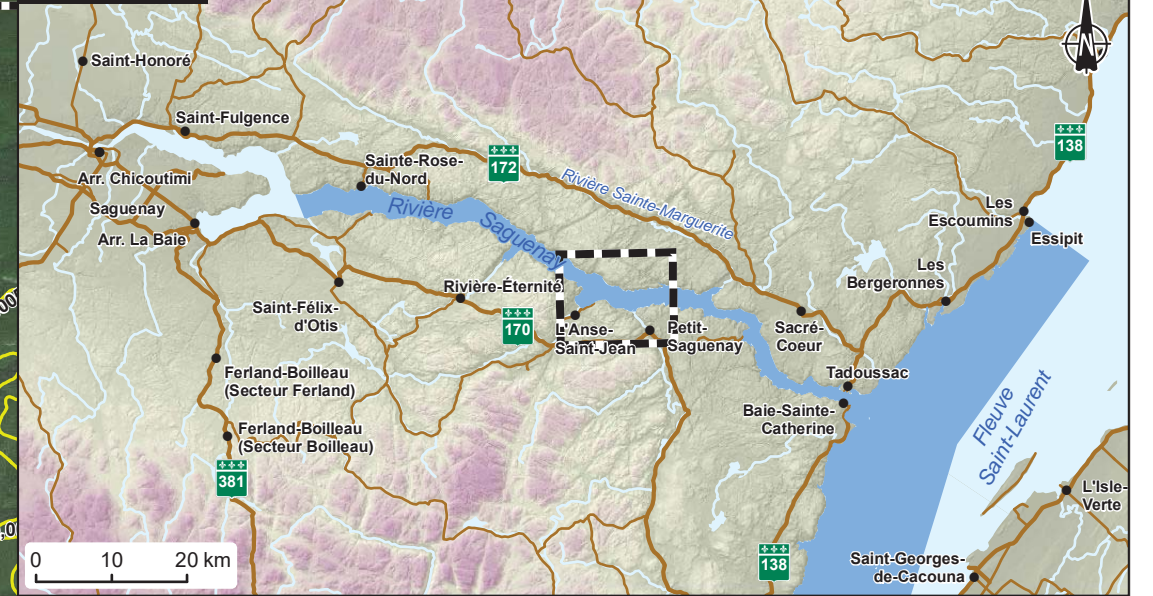 N
Saint-Honoré
138
Saint-Fulgence
172
Sainte-Rose-
du-Nord
Arr. Chicoutimi
Rivière Sainte-Marguerite
Saguenay
Rivière Saguenay
Les
Escoumins
Arr. La Baie
Essipit
Les
Bergeronnes
Rivière-Éternité
Saint-Félix-
d'Otis
170
L'Anse-
Saint-Jean
Petit-
Saguenay
Sacré-
Coeur
Ferland-Boilleau
(Secteur Ferland)
Tadoussac
Baie-Sainte-
Catherine
Fleuve
Saint-Laurent
Ferland-Boilleau
(Secteur Boilleau)
381
L'Isle-
Verte
138
Saint-Georges-
de-Cacouna
0 10 20 km